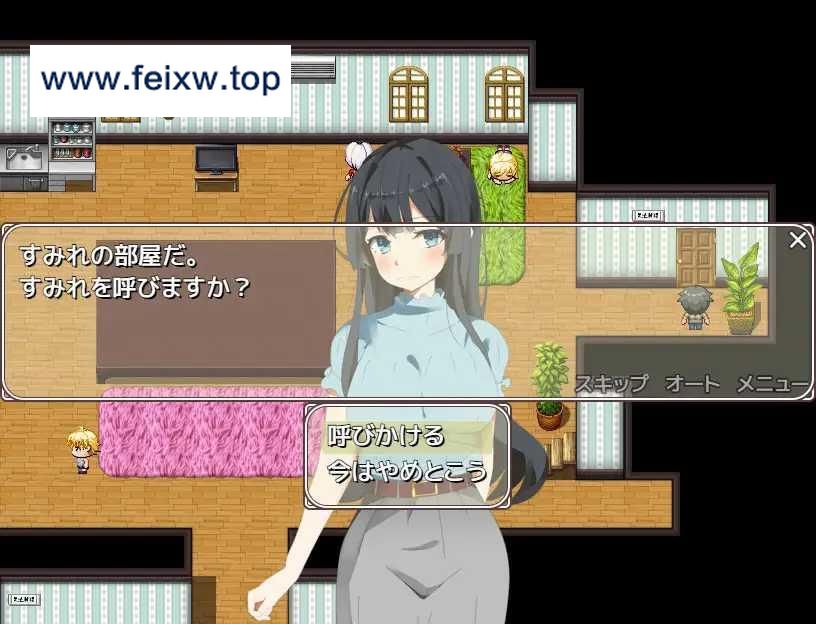 www.feixw.top
すみれの部屋だ。
すみれを呼びますか？
スキップ オート メニュー
呼びかける
今はやめとこう